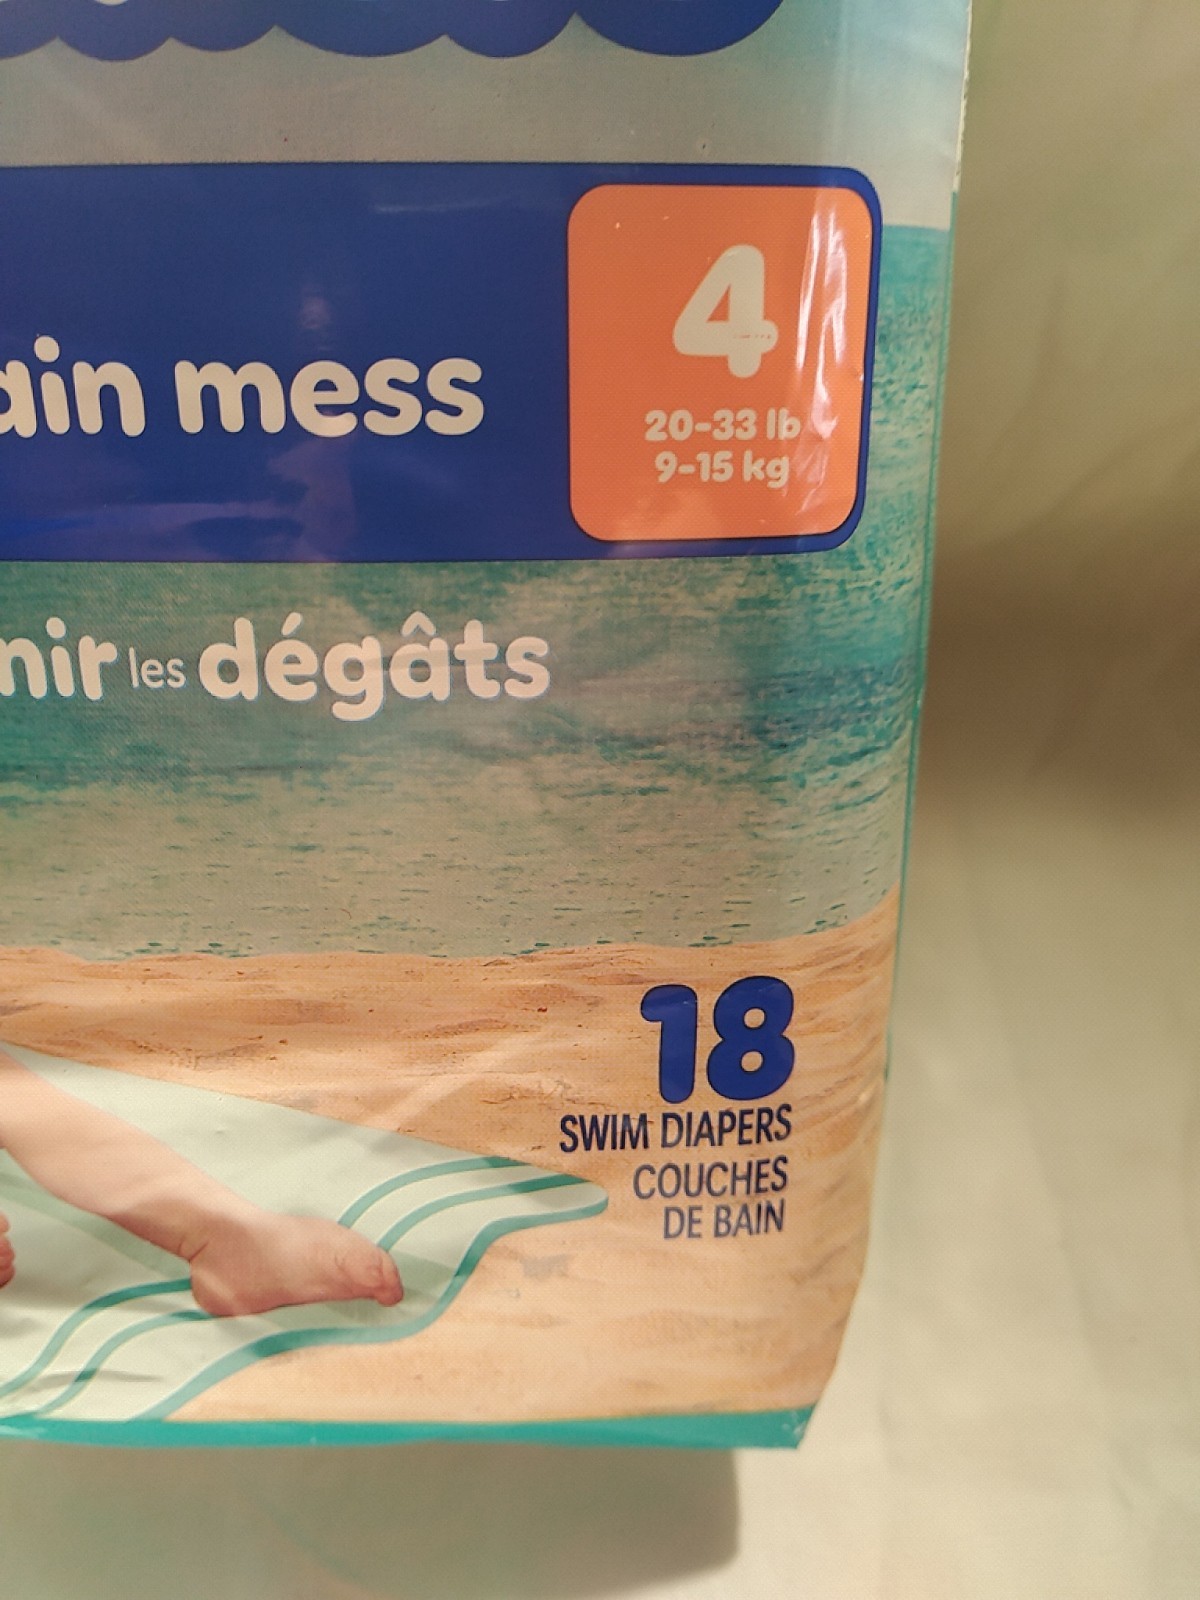 ain mess
4
20-33 lb
9-15 kg
nir les dégâts
18
SWIM DIAPERS
COUCHES
DE BAIN